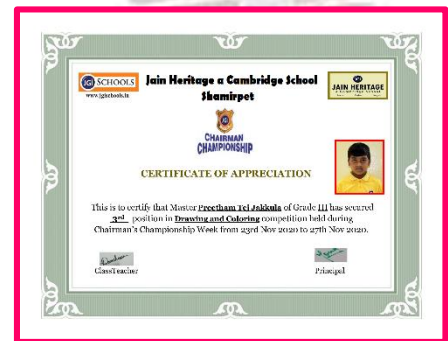 JGI SCHOOLS
www.jgischools.in
Jain Heritage a Cambridge School
Shamirpet
JAIN HERITAGE
A CAMBRIDGE SCHOOL
CHAIRMAN
CHAMPIONSHIP
CERTIFICATE OF APPRECIATION
This is to certify that Master Preetham Tej Jakkula of Grade III has secured
3rd position in Drawing and Coloring competition held during
Chairman's Championship Week from 23rd Nov 2020 to 27th Nov 2020.
ClassTeacher
Principal